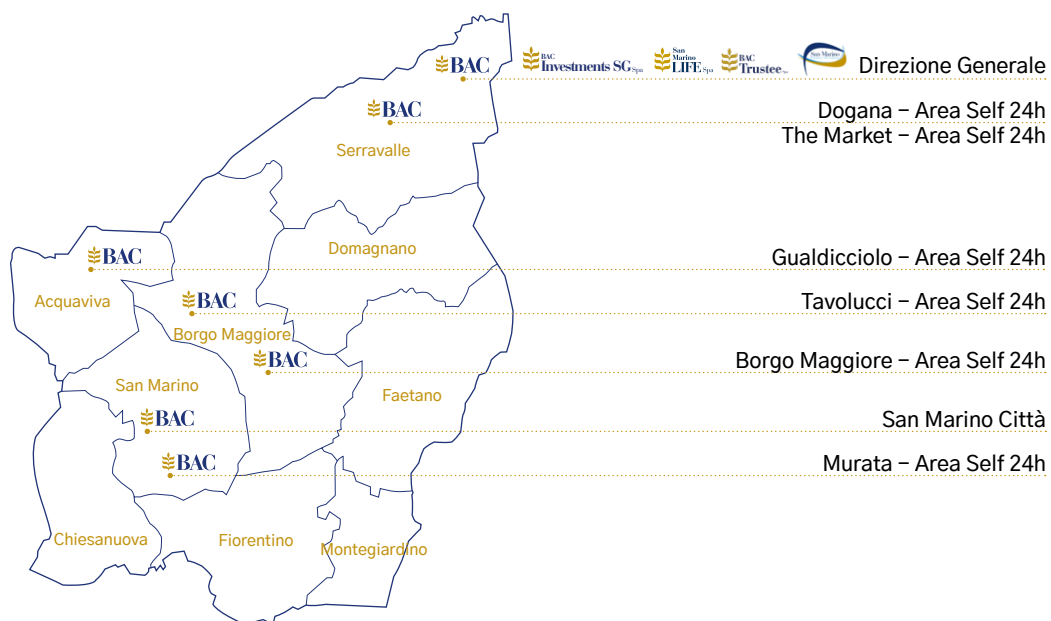 BAC
BAC Investments SG Spa
San Marino LIFE Spa
BAC Trustee
San Marino
Direzione Generale
BAC
Dogana – Area Self 24h
The Market – Area Self 24h
Serravalle
Domagnano
BAC
Gualdicciolo – Area Self 24h
Acquaviva
BAC
Tavolucci – Area Self 24h
Borgo Maggiore
BAC
Borgo Maggiore – Area Self 24h
San Marino
Faetano
BAC
San Marino Città
BAC
Murata – Area Self 24h
Chiesanuova
Fiorentino
Montegiardino